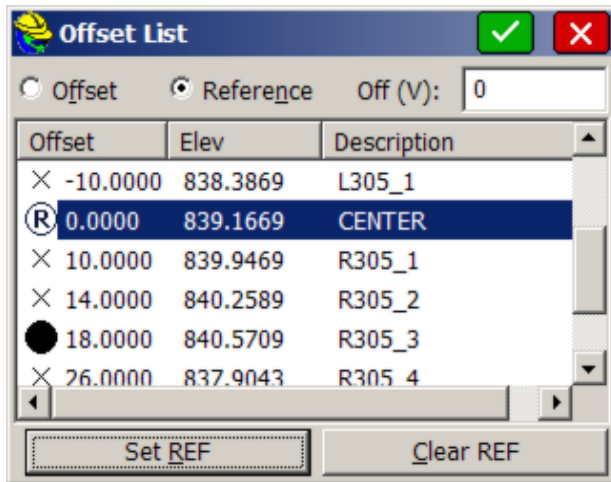 Offset List
Offset Reference Off (V): 0
Offset Elev Description
-10.0000 838.3869 L305_1
R 0.0000 839.1669 CENTER
10.0000 839.9469 R305_1
14.0000 840.2589 R305_2
18.0000 840.5709 R305_3
26.0000 837.9043 R305_4
Set REF Clear REF